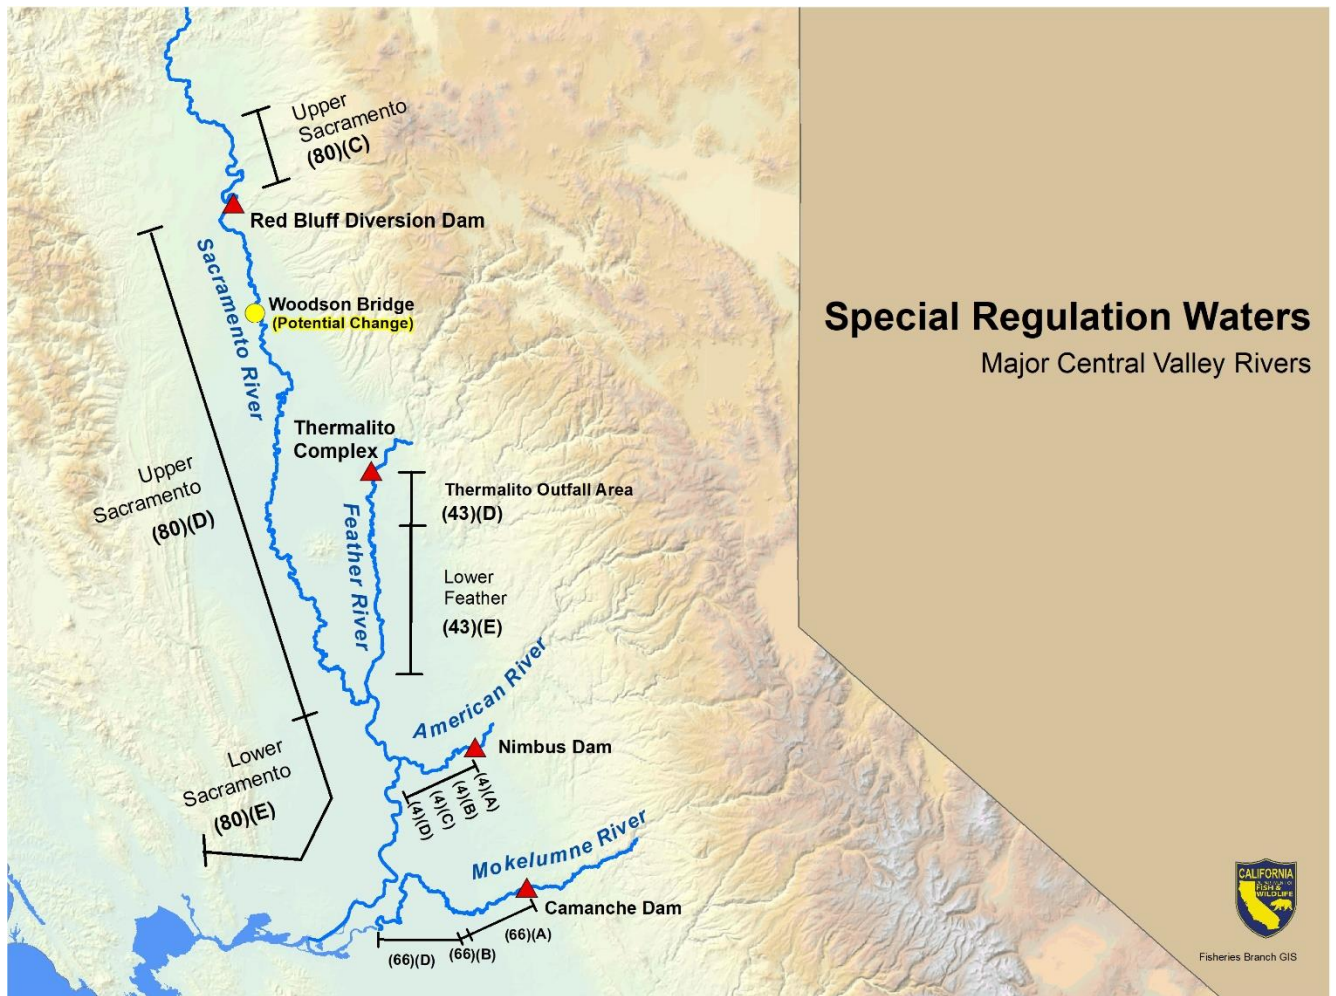 Upper
Sacramento
(80)(C)
Red Bluff Diversion Dam
Sacramento River
Woodson Bridge
(Potential Change)
Special Regulation Waters
Major Central Valley Rivers
Thermalito
Complex
Upper
Sacramento
(80)(D)
Thermalito Outfall Area
(43)(D)
Feather River
Lower
Feather
(43)(E)
American River
Nimbus Dam
Lower
Sacramento
(80)(E)
(4)(D)
(4)(C)
(4)(B)
(4)(A)
Mokelumne River
Camanche Dam
(66)(D)
(66)(B)
(66)(A)
CALIFORNIA
FISH &
WILDLIFE
Fisheries Branch GIS